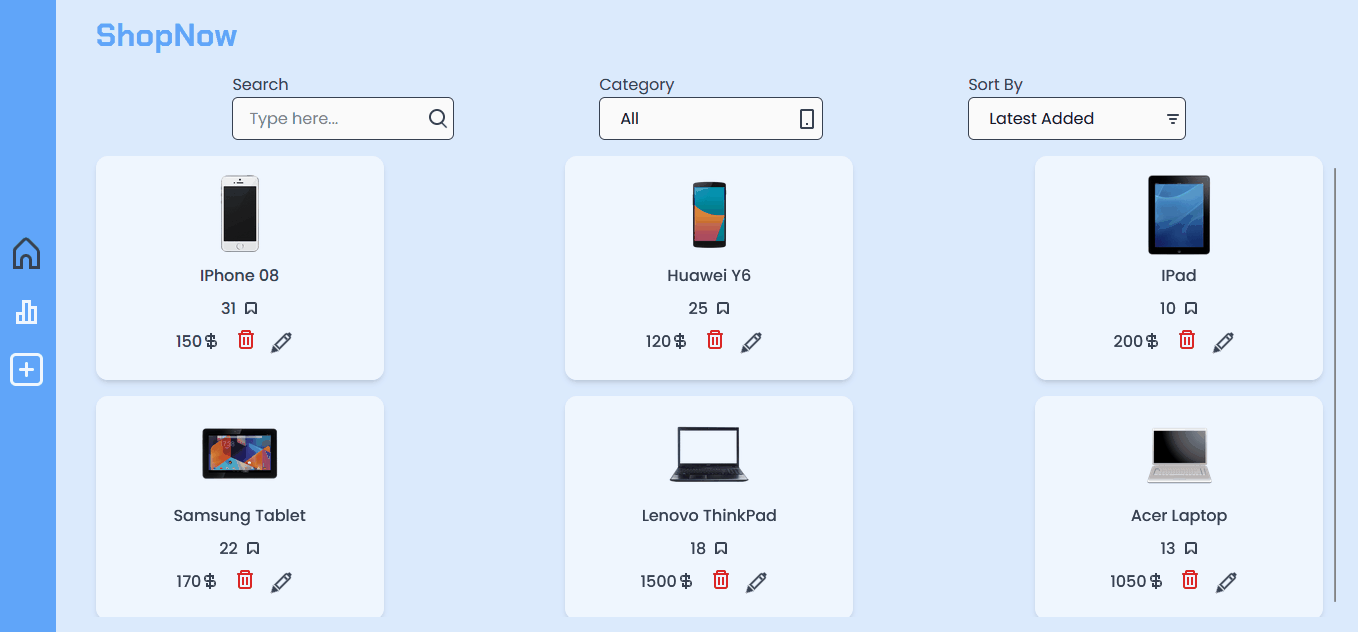 ShopNow
Search
Category
Sort By
Type here...
All
Latest Added
IPhone 08
31
150$
Huawei Y6
25
120$
IPad
10
200$
Samsung Tablet
22
170$
Lenovo ThinkPad
18
1500$
Acer Laptop
13
1050$